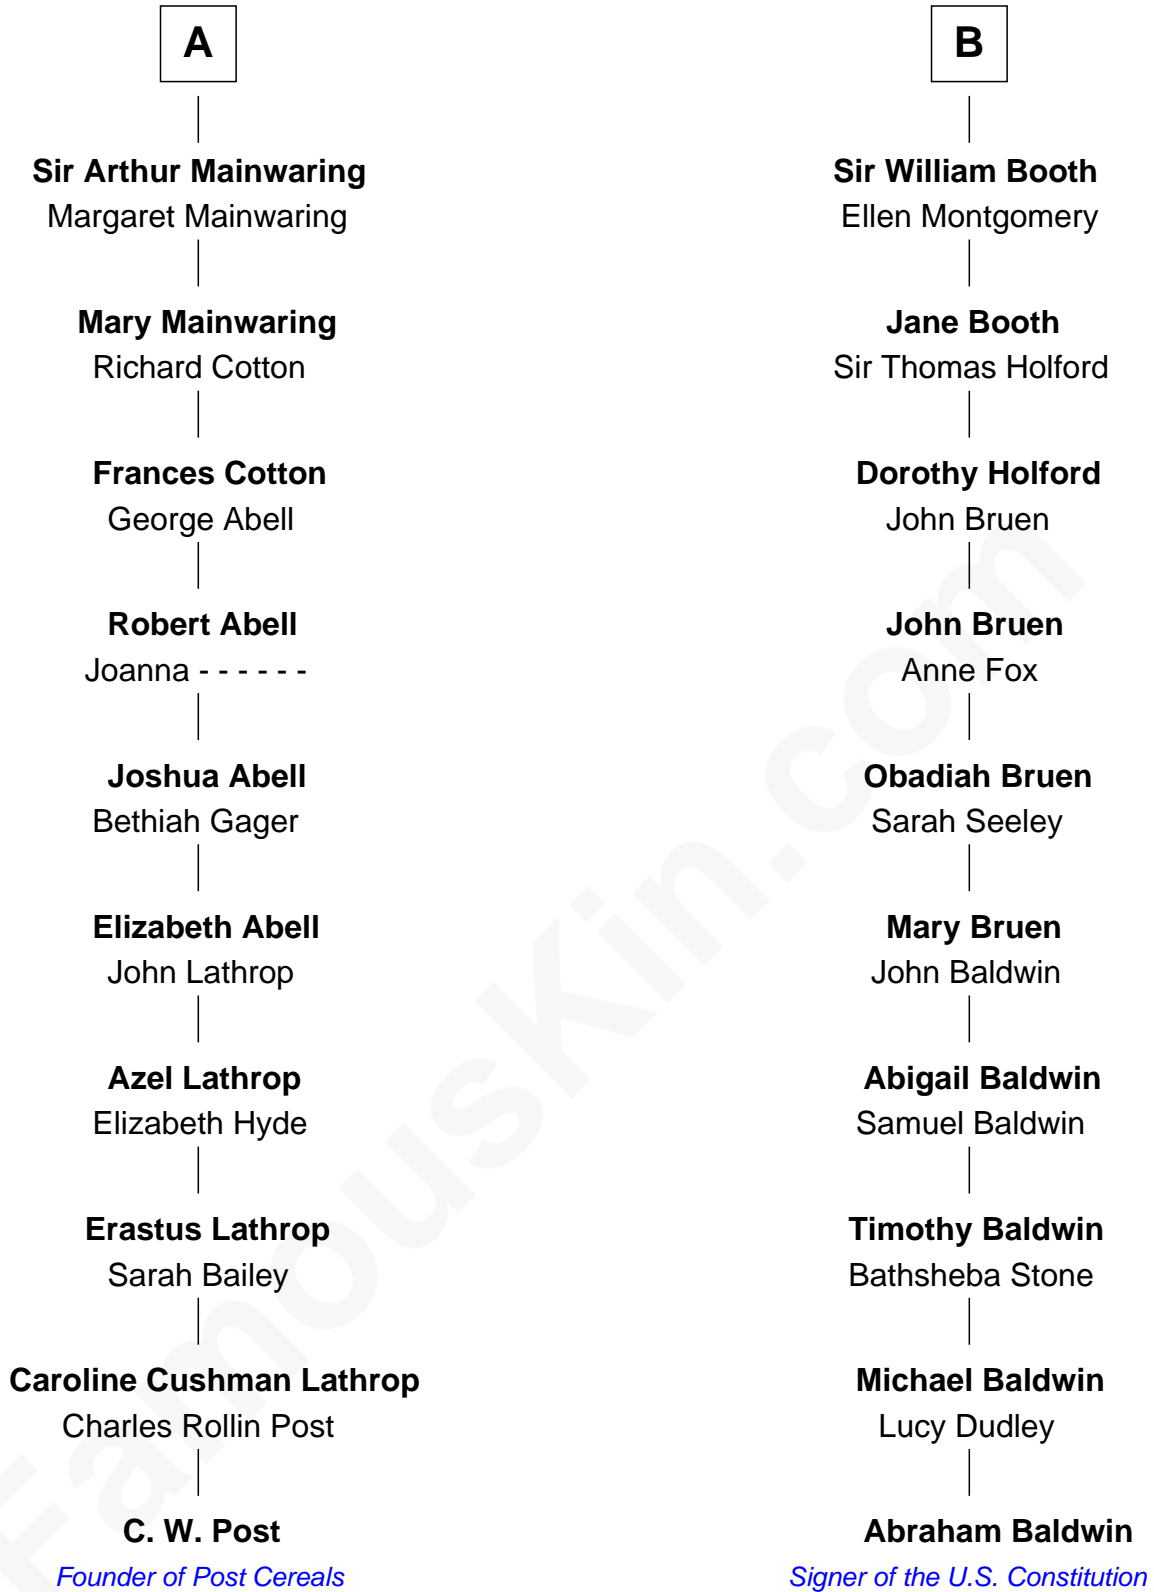 A
Sir Arthur Mainwaring
Margaret Mainwaring
Mary Mainwaring
Richard Cotton
Frances Cotton
George Abell
Robert Abell
Joanna - - - - - -
Joshua Abell
Bethiah Gager
Elizabeth Abell
John Lathrop
Azel Lathrop
Elizabeth Hyde
Erastus Lathrop
Sarah Bailey
Caroline Cushman Lathrop
Charles Rollin Post
C. W. Post
Founder of Post Cereals
B
Sir William Booth
Ellen Montgomery
Jane Booth
Sir Thomas Holford
Dorothy Holford
John Bruen
John Bruen
Anne Fox
Obadiah Bruen
Sarah Seeley
Mary Bruen
John Baldwin
Abigail Baldwin
Samuel Baldwin
Timothy Baldwin
Bathsheba Stone
Michael Baldwin
Lucy Dudley
Abraham Baldwin
Signer of the U.S. Constitution
FamousKin.com